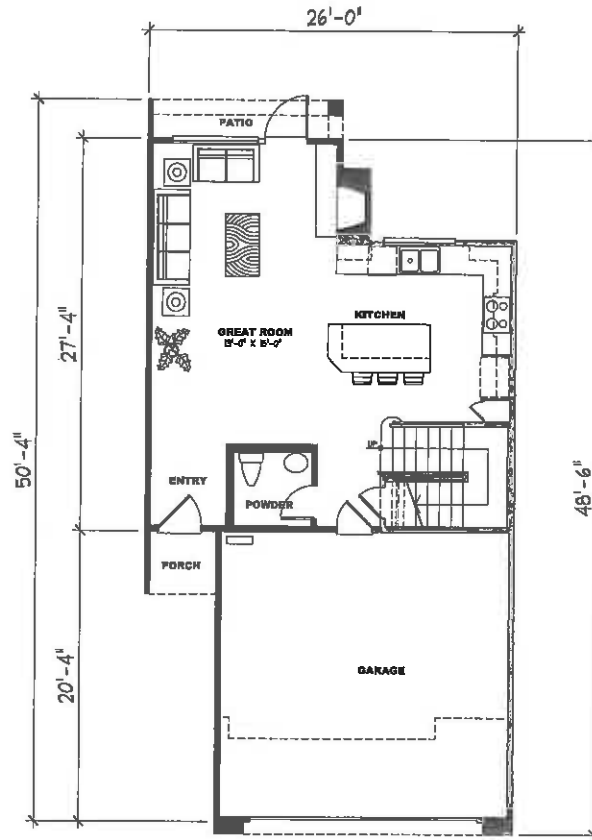 26'-0"
PATIO
27'-4"
KITCHEN
GREAT ROOM
50'-4"
UP
48'-6"
ENTRY
POWDER
PORCH
20'-4"
GARAGE